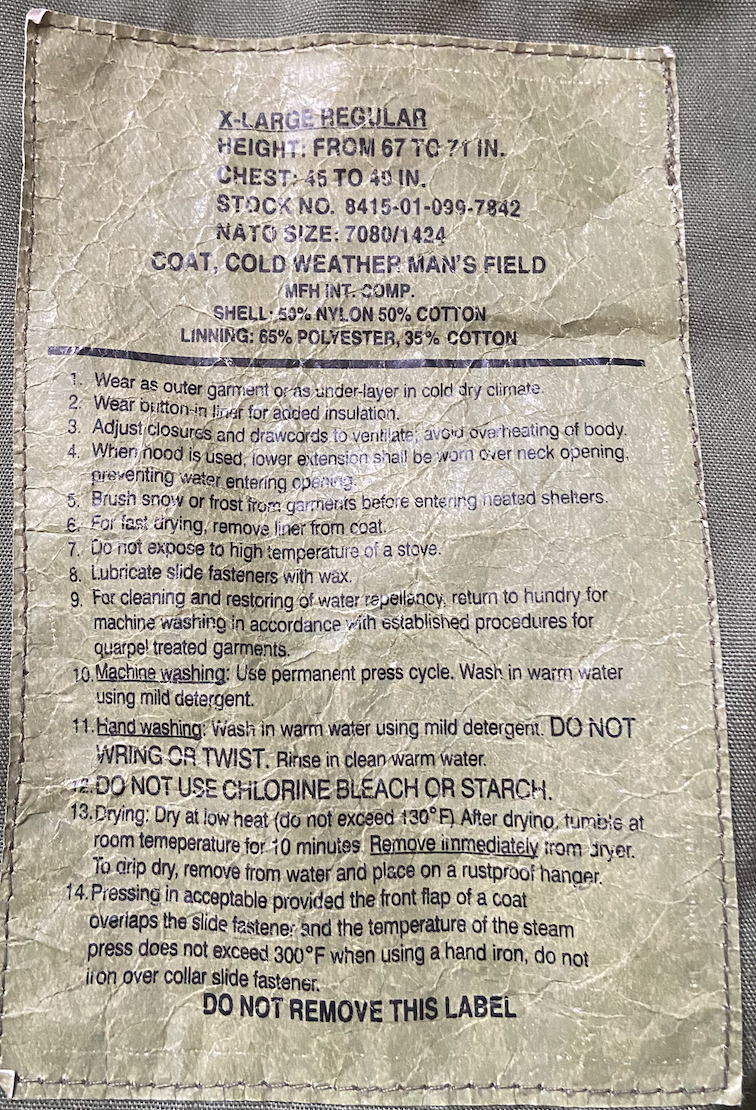 X-LARGE REGULAR
HEIGHT: FROM 67 TO 71 IN.
CHEST: 45 TO 49 IN.
STOCK NO. 8415-01-099-7842
NATO SIZE: 7080/1424
COAT, COLD WEATHER MAN'S FIELD
MFH INT. COMP.
SHELL: 50% NYLON 50% COTTON
LINNING: 65% POLYESTER, 35% COTTON
1. Wear as outer garment or as under-layer in cold dry climate.
2. Wear button-in liner for added insulation.
3. Adjust closures and drawcords to ventilate; avoid overheating of body.
4. When hood is used, lower extension shall be worn over neck opening,
preventing water entering opening.
5. Brush snow or frost from garments before entering heated shelters.
6. For fast drying, remove liner from coat.
7. Do not expose to high temperature of a stove.
8. Lubricate slide fasteners with wax.
9. For cleaning and restoring of water repellancy, return to hundry for
machine washing in accordance with established procedures for
quarpel treated garments.
10. Machine washing: Use permanent press cycle. Wash in warm water
using mild detergent.
11. Hand washing: Wash in warm water using mild detergent. DO NOT
WRING OR TWIST. Rinse in clean warm water.
12. DO NOT USE CHLORINE BLEACH OR STARCH.
13. Drying: Dry at low heat (do not exceed 130°F) After drying, tumble at
room temeperature for 10 minutes. Remove immediately from dryer.
To drip dry, remove from water and place on a rustproof hanger.
14. Pressing in acceptable provided the front flap of a coat
overlaps the slide fastener and the temperature of the steam
press does not exceed 300°F when using a hand iron, do not
iron over collar slide fastener.
DO NOT REMOVE THIS LABEL